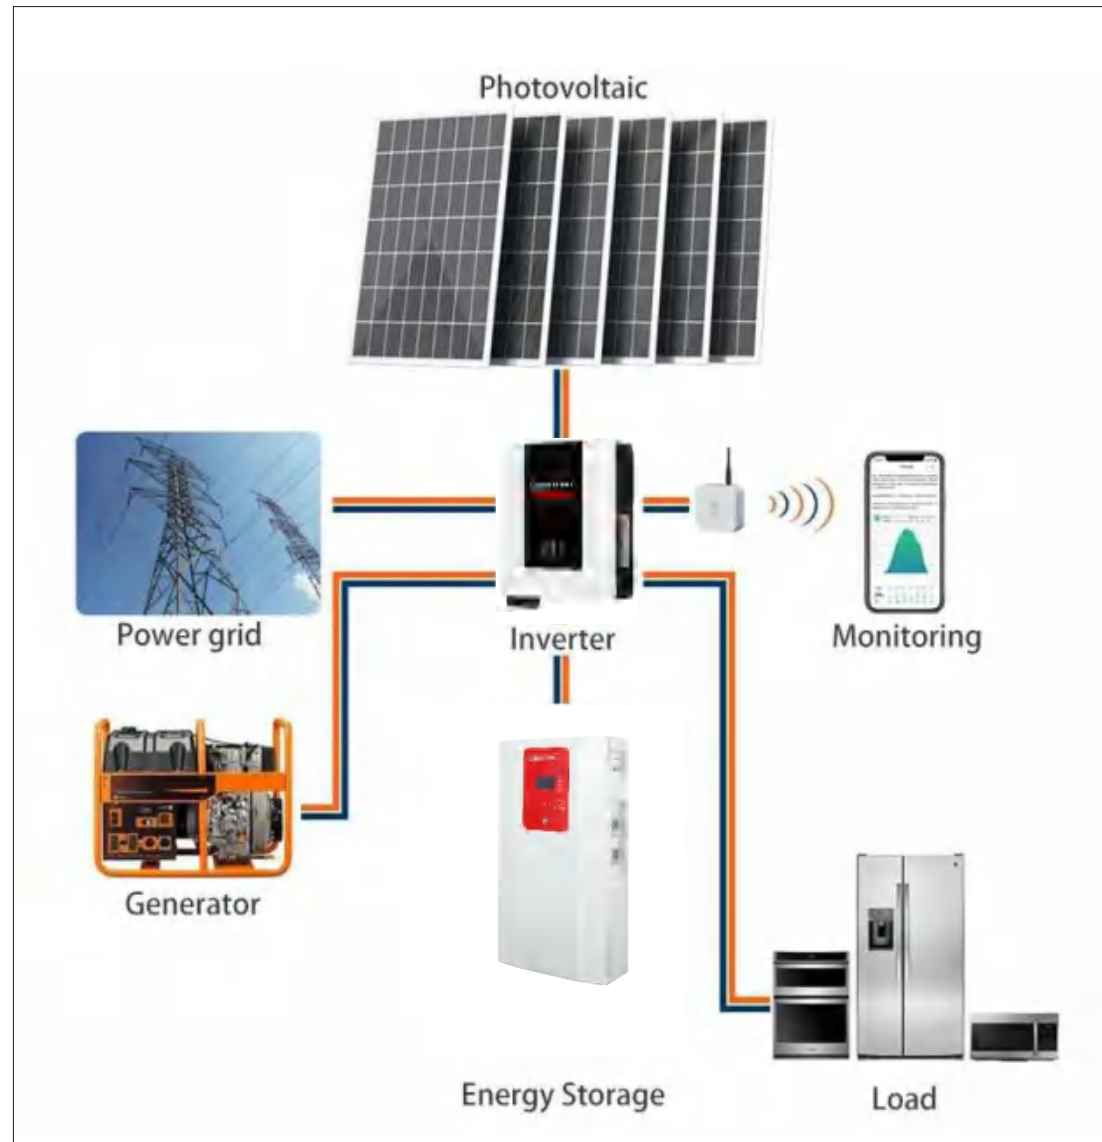 Photovoltaic
Power grid
Inverter
Monitoring
Generator
Energy Storage
Load